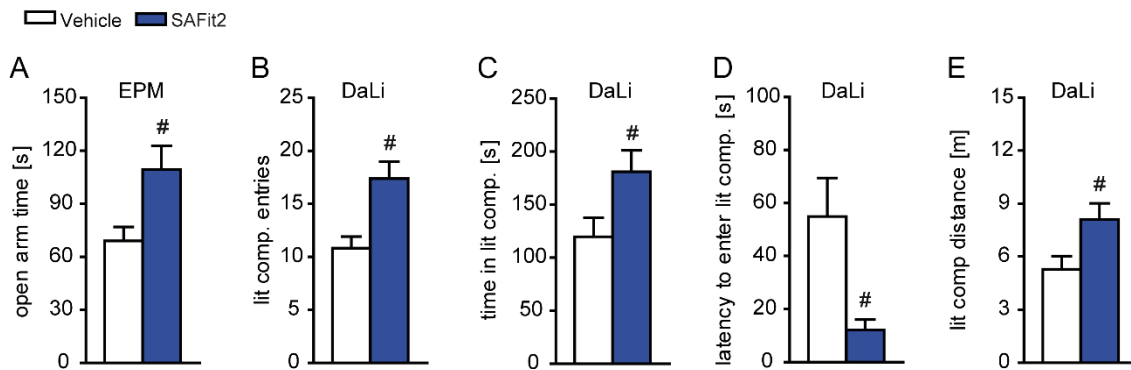 Vehicle SAFit2
A
EPM
open arm time [s]
150
120
90
60
30
0
#
B
DaLi
lit comp. entries
25
20
15
10
5
0
#
C
DaLi
time in lit comp. [s]
250
200
150
100
50
0
#
D
DaLi
latency to enter lit comp. [s]
100
80
60
40
20
0
#
E
DaLi
lit comp distance [m]
15
12
9
6
3
0
#